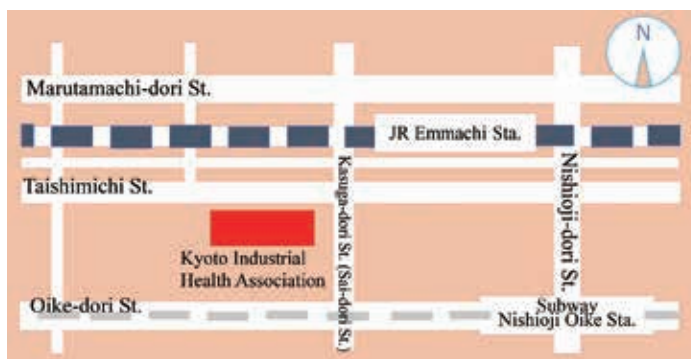 N
Marutamachi-dori St.
JR Emmachi Sta.
Taishimichi St.
Kasuga-dori St. (Sai-dori St.)
Nishioji-dori St.
Kyoto Industrial
Health Association
Oike-dori St.
Subway
Nishioji Oike Sta.